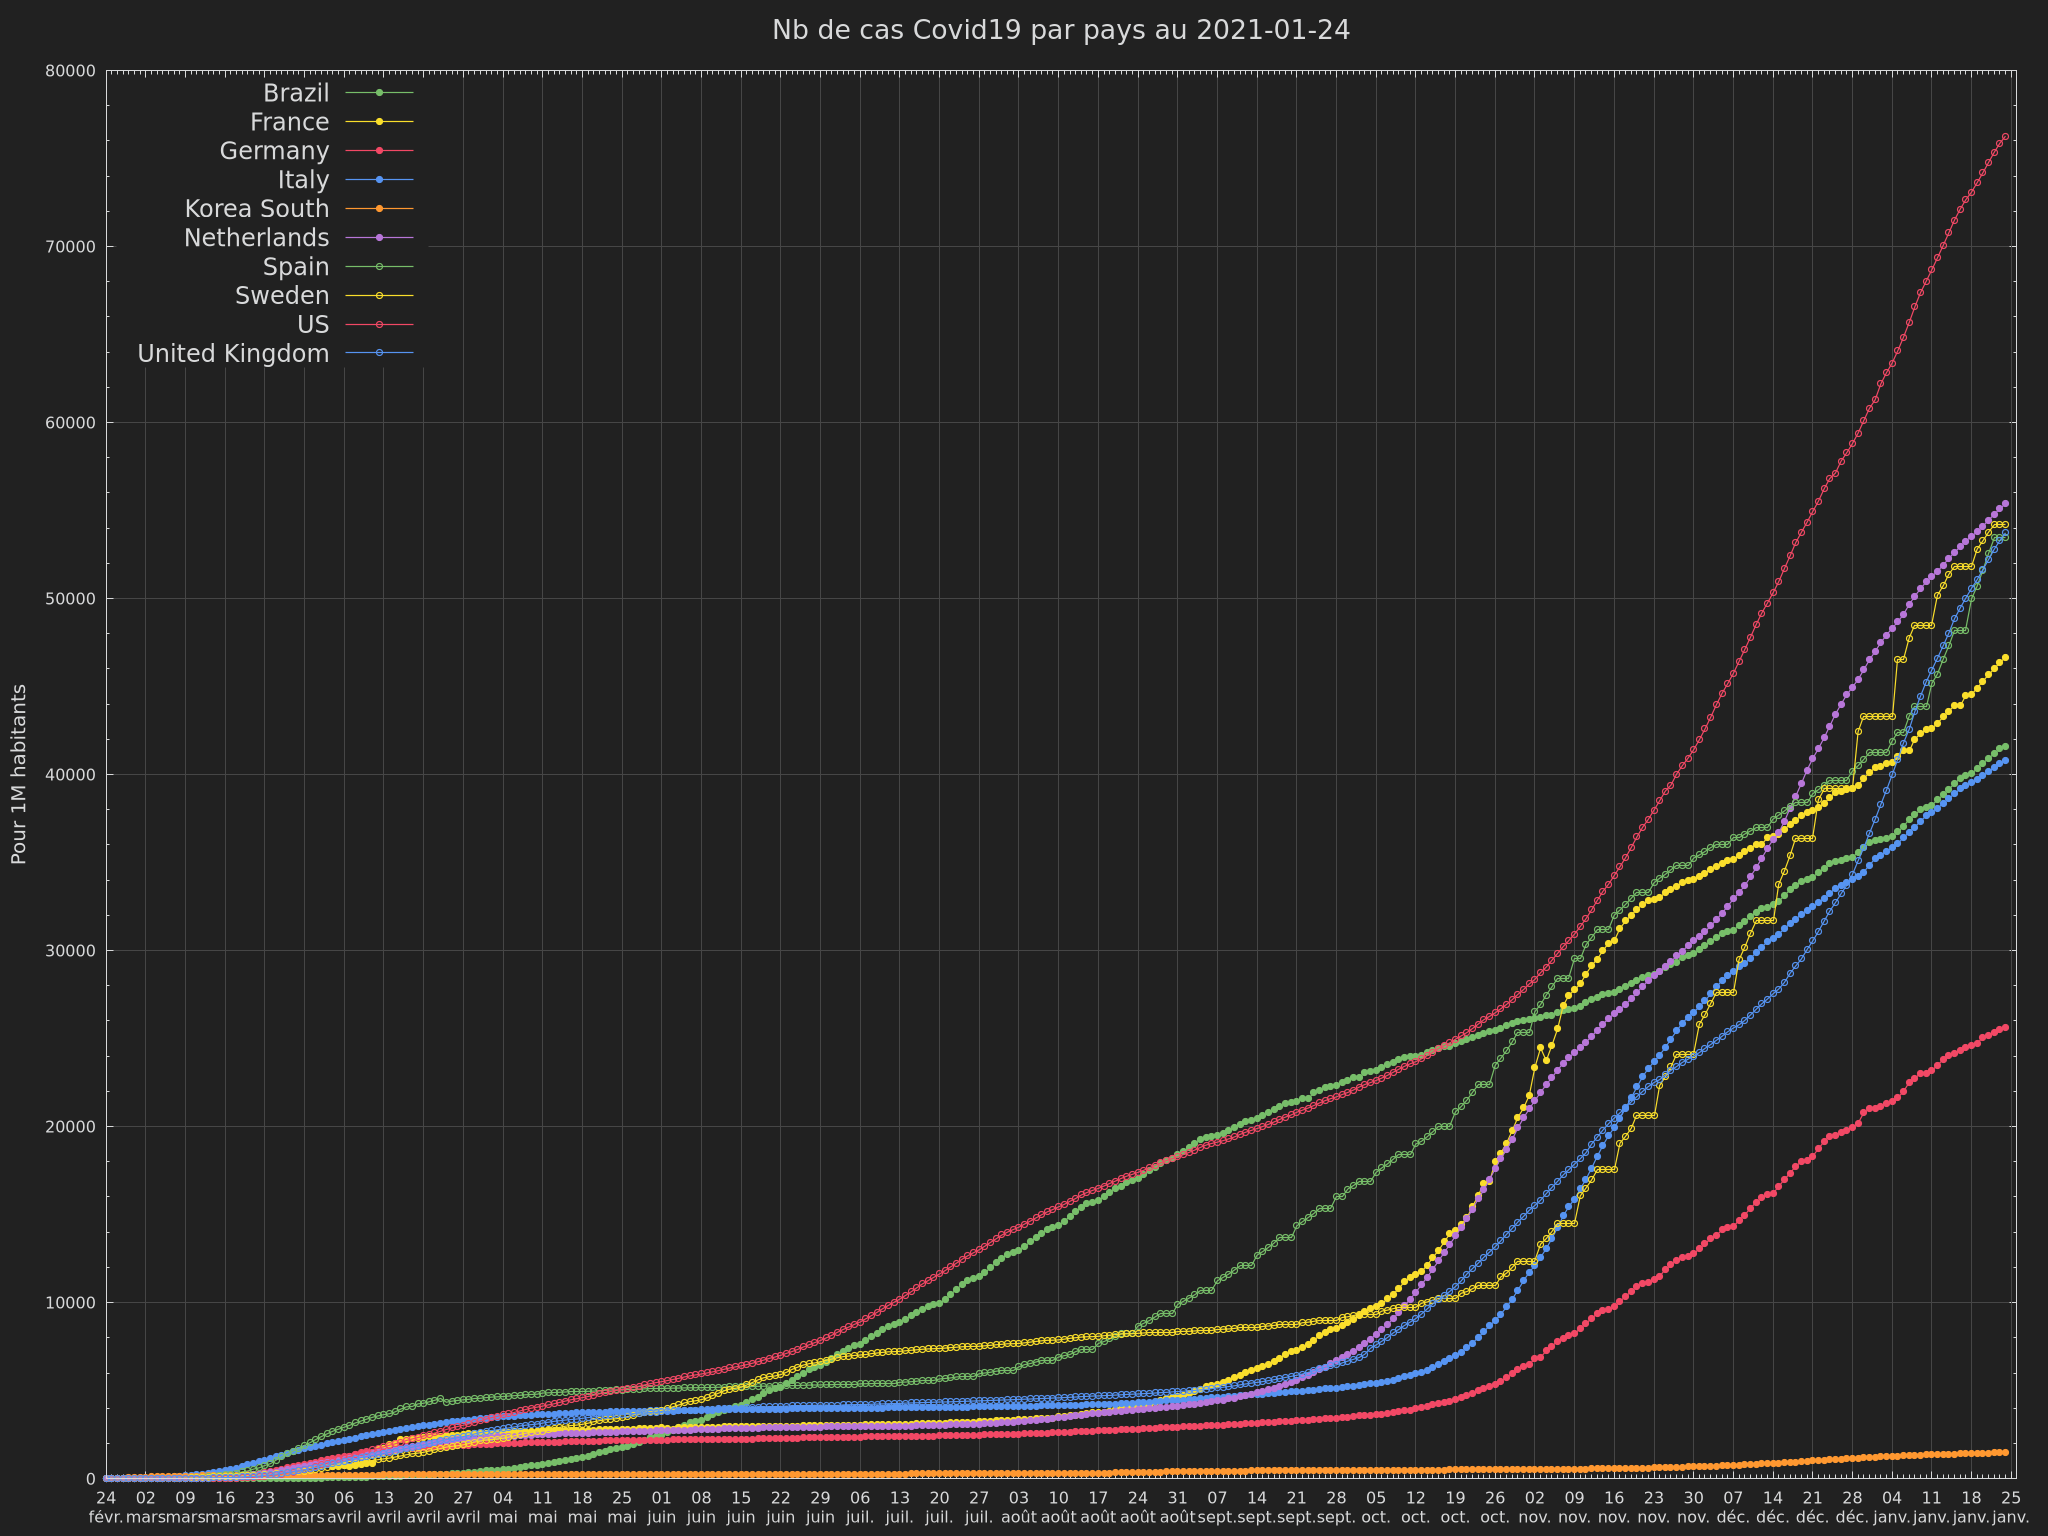 Nb de cas Covid19 par pays au 2021-01-24
Pour 1M habitants
80000
70000
60000
50000
40000
30000
20000
10000
0
Brazil
France
Germany
Italy
Korea South
Netherlands
Spain
Sweden
US
United Kingdom
24 02 09 16 23 30 06 13 20 27 04 11 18 25 01 08 15 22 29 06 13 20 27 03 10 17 24 31 07 14 21 28 05 12 19 26 02 09 16 23 30 07 14 21 28 04 11 18 25
févr. mars mars mars mars mars avril avril avril avril mai mai mai mai juin juin juin juin juin juil. juil. juil. juil. août août août août août sept. sept. sept. sept. oct. oct. oct. oct. nov. nov. nov. nov. nov. déc. déc. déc. déc. janv. janv. janv. janv.